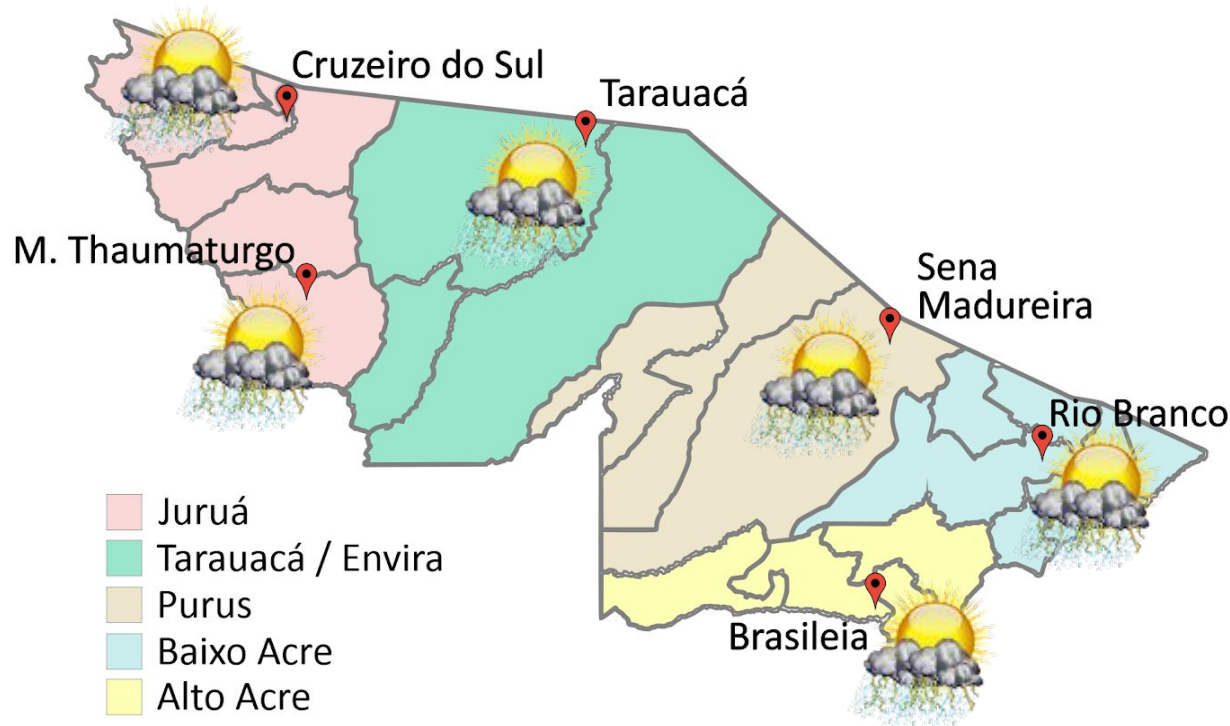 Cruzeiro do Sul
Tarauacá
M. Thaumaturgo
Sena
Madureira
Rio Branco
Brasileia
Juruá
Tarauacá / Envira
Purus
Baixo Acre
Alto Acre